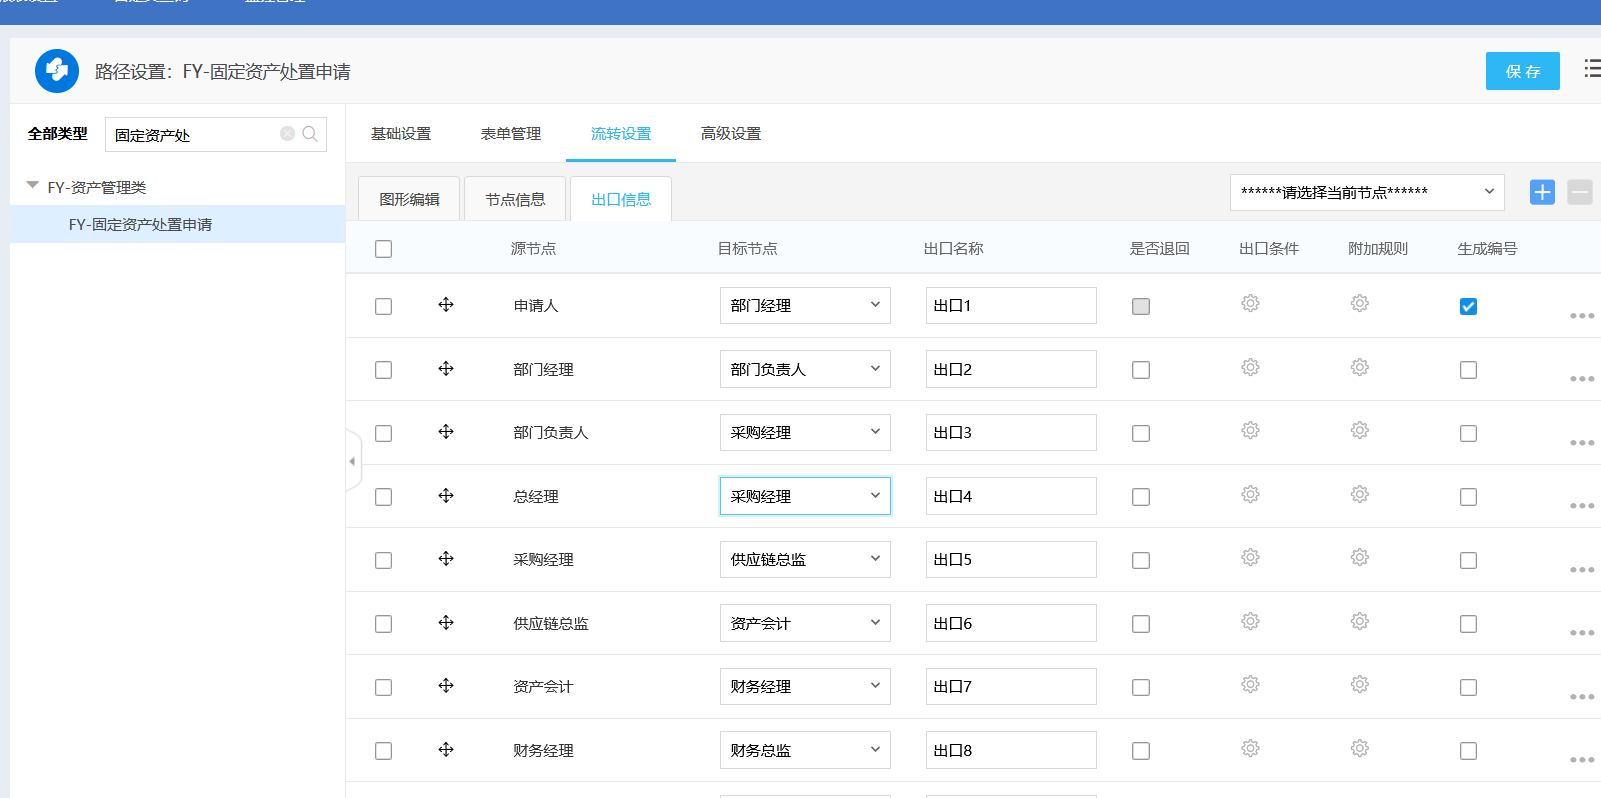 路径设置：FY-固定资产处置申请
保 存
全部类型
固定资产处
基础设置 表单管理 流转设置 高级设置
FY-资产管理类
FY-固定资产处置申请
图形编辑 节点信息 出口信息
******请选择当前节点******
源节点 目标节点 出口名称 是否退回 出口条件 附加规则 生成编号
申请人 部门经理 出口1
部门经理 部门负责人 出口2
部门负责人 采购经理 出口3
总经理 采购经理 出口4
采购经理 供应链总监 出口5
供应链总监 资产会计 出口6
资产会计 财务经理 出口7
财务经理 财务总监 出口8